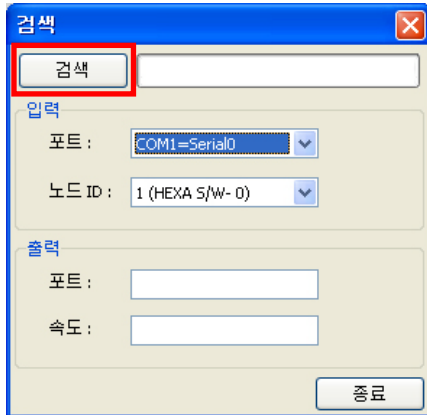 검색
검색
입력
포트 : COM1=Serial0
노드 ID : 1 (HEXA S/W- 0)
출력
포트 :
속도 :
종료